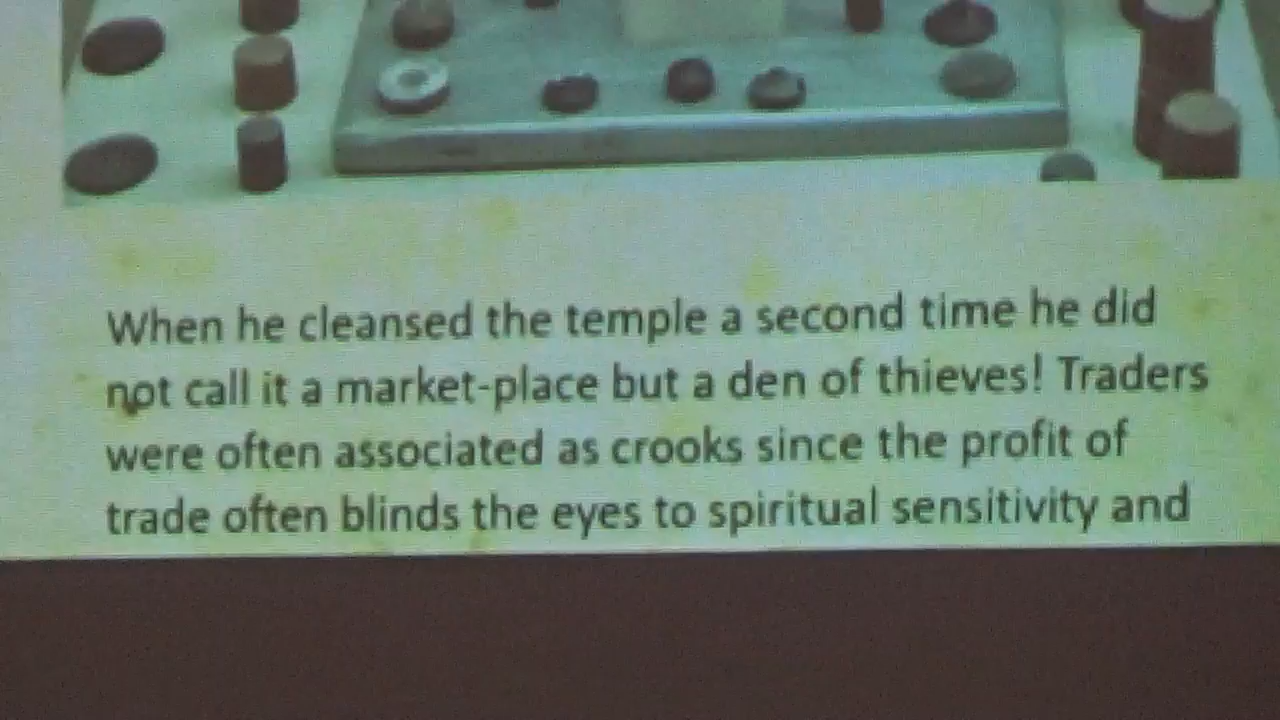 When he cleansed the temple a second time he did
not call it a market-place but a den of thieves! Traders
were often associated as crooks since the profit of
trade often blinds the eyes to spiritual sensitivity and